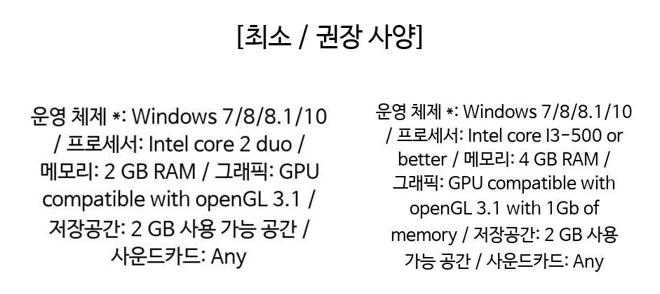 [최소 / 권장 사양]
운영 체제 *: Windows 7/8/8.1/10
/ 프로세서: Intel core 2 duo /
메모리: 2 GB RAM / 그래픽: GPU
compatible with openGL 3.1 /
저장공간: 2 GB 사용 가능 공간 /
사운드카드: Any
운영 체제 *: Windows 7/8/8.1/10
/ 프로세서: Intel core I3-500 or
better / 메모리: 4 GB RAM /
그래픽: GPU compatible with
openGL 3.1 with 1Gb of
memory / 저장공간: 2 GB 사용
가능 공간 / 사운드카드: Any